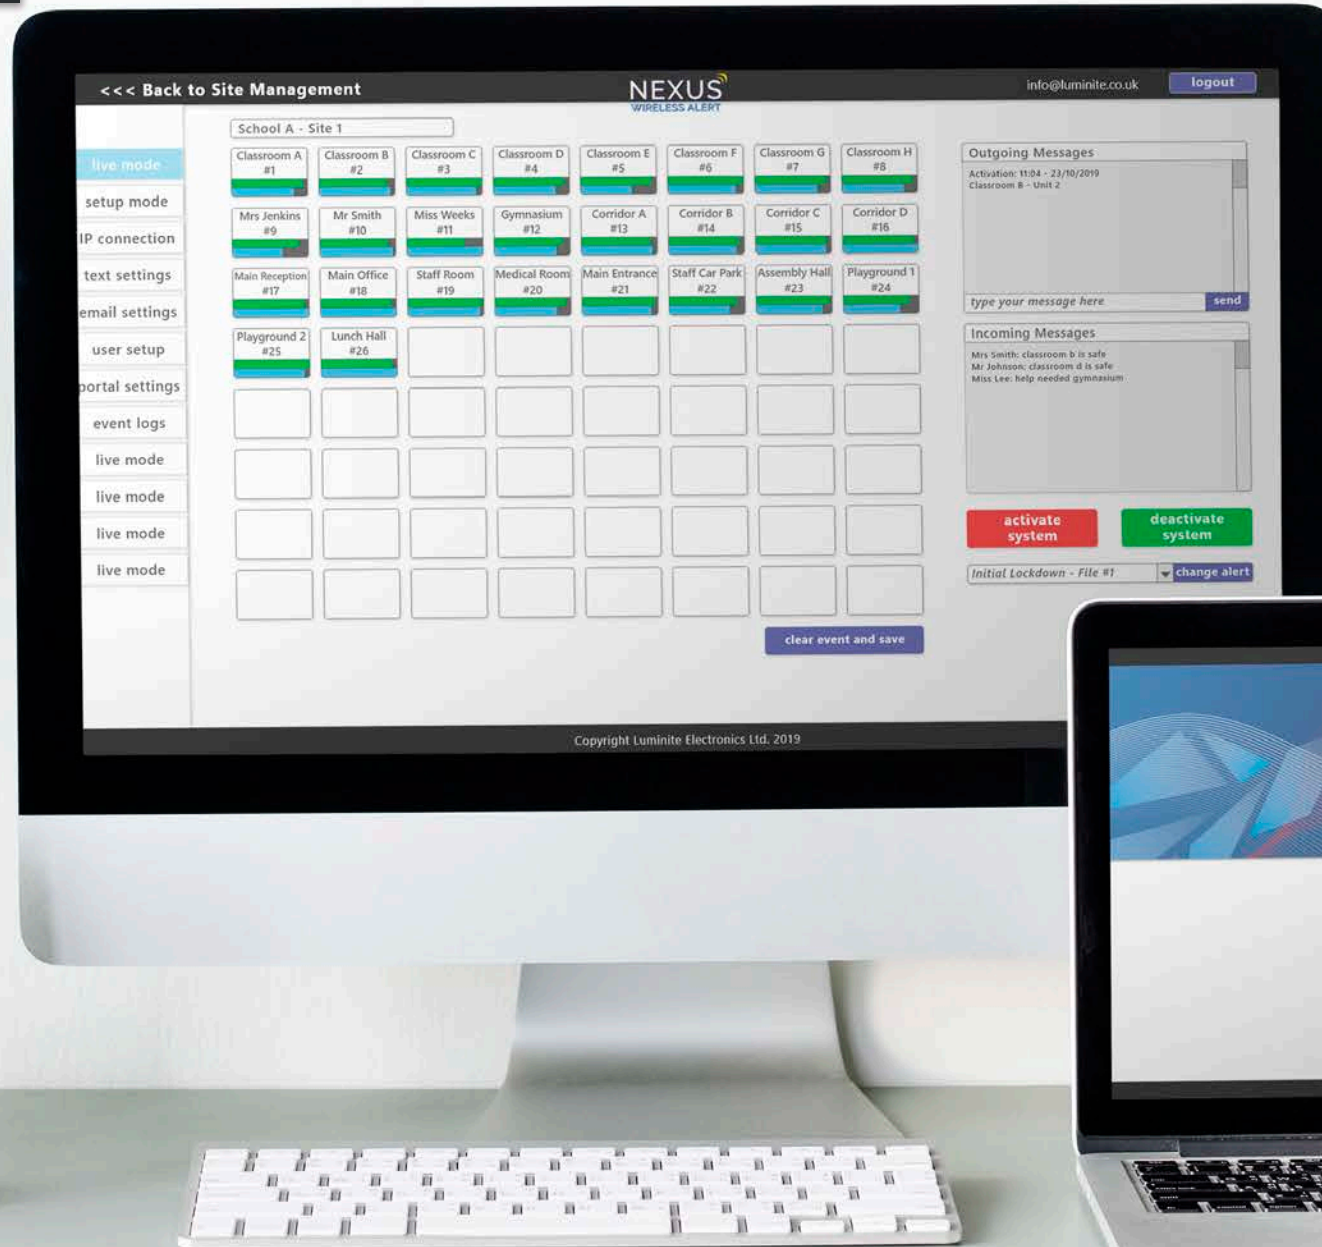 <<< Back to Site Management
NEXUS
WIRELESS ALERT
info@luminite.co.uk
logout
live mode
setup mode
IP connection
text settings
email settings
user setup
portal settings
event logs
live mode
live mode
live mode
live mode
School A - Site 1
Classroom A
#1
Classroom B
#2
Classroom C
#3
Classroom D
#4
Classroom E
#5
Classroom F
#6
Classroom G
#7
Classroom H
#8
Mrs Jenkins
#9
Mr Smith
#10
Miss Weeks
#11
Gymnasium
#12
Corridor A
#13
Corridor B
#14
Corridor C
#15
Corridor D
#16
Main Reception
#17
Main Office
#18
Staff Room
#19
Medical Room
#20
Main Entrance
#21
Staff Car Park
#22
Assembly Hall
#23
Playground 1
#24
Playground 2
#25
Lunch Hall
#26
clear event and save
Outgoing Messages
Activation: 11:04 - 23/10/2019
Classroom B - Unit 2
type your message here
send
Incoming Messages
Mrs Smith: classroom b is safe
Mr Johnson: classroom d is safe
Miss Lee: help needed gymnasium
activate
system
deactivate
system
Initial Lockdown - File #1
change alert
Copyright Luminite Electronics Ltd. 2019